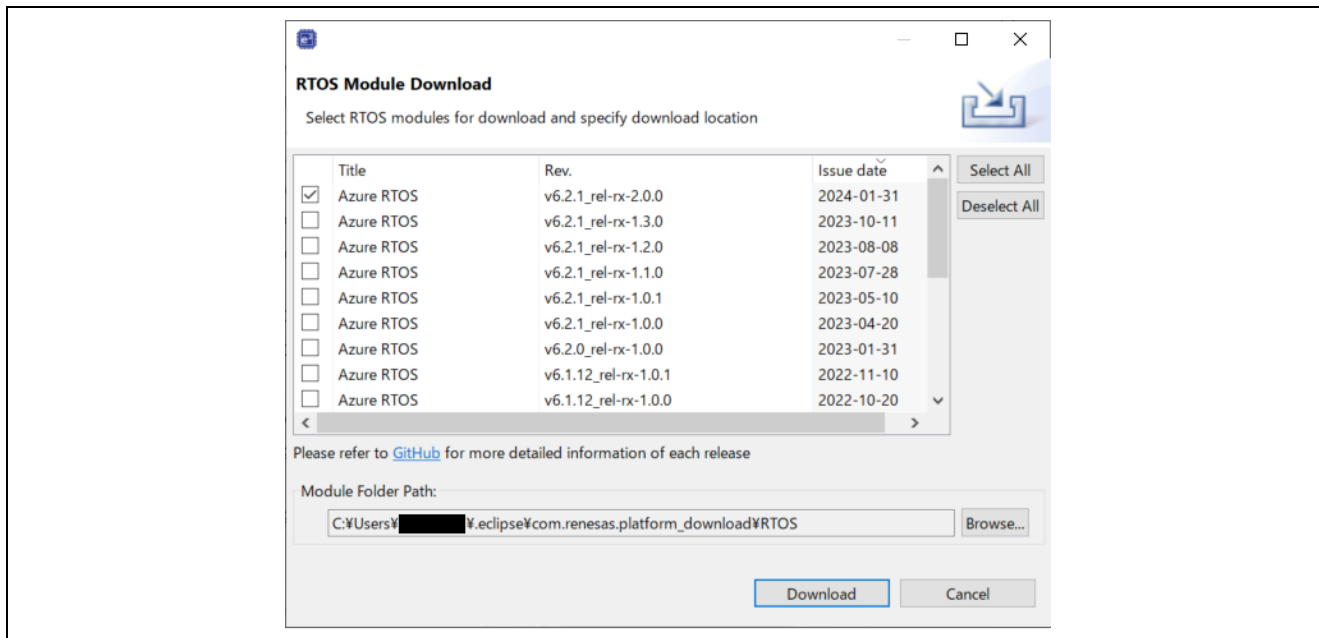 RTOS Module Download
Select RTOS modules for download and specify download location
Title Rev. Issue date
Azure RTOS v6.2.1_rel-rx-2.0.0 2024-01-31
Azure RTOS v6.2.1_rel-rx-1.3.0 2023-10-11
Azure RTOS v6.2.1_rel-rx-1.2.0 2023-08-08
Azure RTOS v6.2.1_rel-rx-1.1.0 2023-07-28
Azure RTOS v6.2.1_rel-rx-1.0.1 2023-05-10
Azure RTOS v6.2.1_rel-rx-1.0.0 2023-04-20
Azure RTOS v6.2.0_rel-rx-1.0.0 2023-01-31
Azure RTOS v6.1.12_rel-rx-1.0.1 2022-11-10
Azure RTOS v6.1.12_rel-rx-1.0.0 2022-10-20
Select All
Deselect All
Please refer to GitHub for more detailed information of each release
Module Folder Path:
C:¥Users¥ ¥.eclipse¥com.renesas.platform_download¥RTOS Browse...
Download Cancel